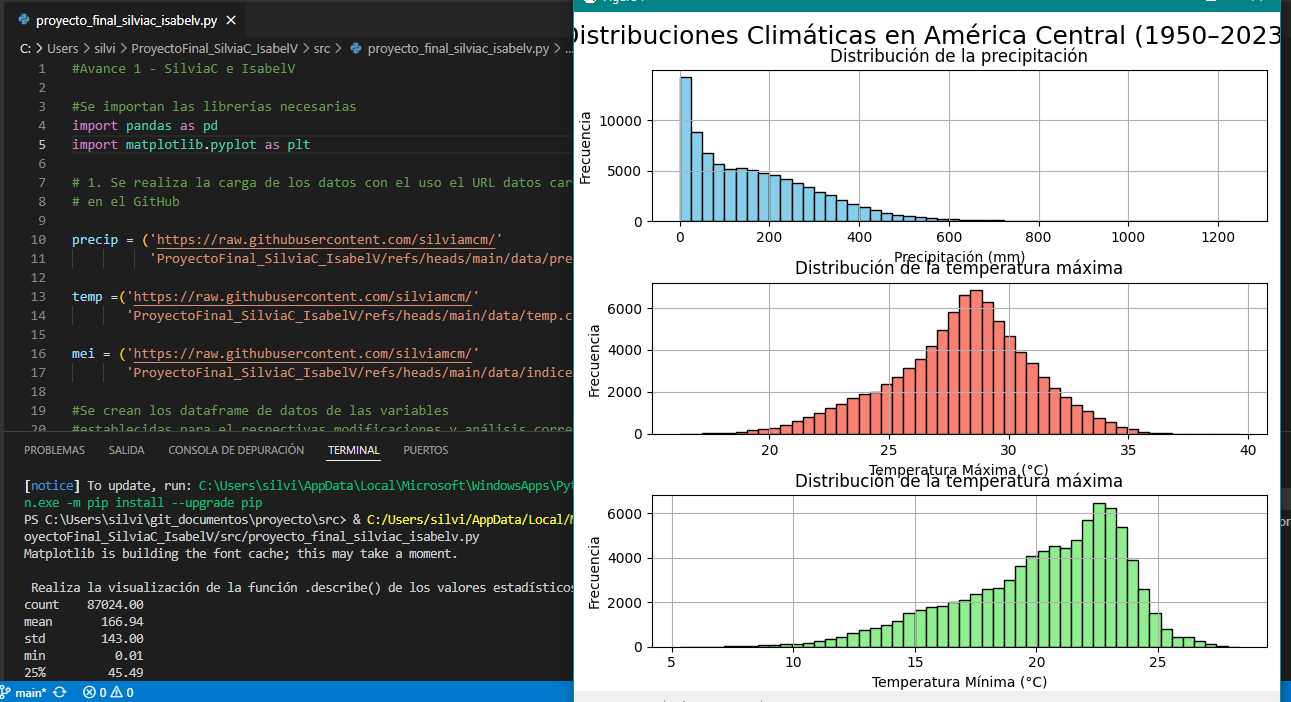 proyecto_final_silviac_isabelv.py ×
C: > Users > silvi > ProyectoFinal_SilviaC_IsabelV > src > proyecto_final_silviac_isabelv.py > ...
1 #Avance 1 - SilviaC e IsabelV
2
3 #Se importan las librerías necesarias
4 import pandas as pd
5 import matplotlib.pyplot as plt
6
7 # 1. Se realiza la carga de los datos con el uso el URL datos car
8 # en el GitHub
9
10 precip = ('https://raw.githubusercontent.com/silviamcm/'
11 'ProyectoFinal_SilviaC_IsabelV/refs/heads/main/data/pre
12
13 temp =('https://raw.githubusercontent.com/silviamcm/'
14 'ProyectoFinal_SilviaC_IsabelV/refs/heads/main/data/temp.c
15
16 mei = ('https://raw.githubusercontent.com/silviamcm/'
17 'ProyectoFinal_SilviaC_IsabelV/refs/heads/main/data/indice
18
19 #Se crean los dataframe de datos de las variables
20 #establecidas para el respectivas modificaciones y análisis corre
PROBLEMAS SALIDA CONSOLA DE DEPURACIÓN TERMINAL PUERTOS
[notice] To update, run: C:\Users\silvi\AppData\Local\Microsoft\WindowsApps\Pyt
n.exe -m pip install --upgrade pip
PS C:\Users\silvi\git_documentos\proyecto\src> & C:/Users/silvi/AppData/Local/M
oyectoFinal_SilviaC_IsabelV/src/proyecto_final_silviac_isabelv.py
Matplotlib is building the font cache; this may take a moment.
Realiza la visualización de la función .describe() de los valores estadísticos
count 87024.00
mean 166.94
std 143.00
min 0.01
25% 45.49
main* 0 0
Distribuciones Climáticas en América Central (1950–2023
Distribución de la precipitación
Frecuencia
10000
5000
0
0 200 400 600 800 1000 1200
Precipitación (mm)
Distribución de la temperatura máxima
Frecuencia
6000
4000
2000
0
20 25 30 35 40
Temperatura Máxima (°C)
Distribución de la temperatura máxima
Frecuencia
6000
4000
2000
0
5 10 15 20 25
Temperatura Mínima (°C)